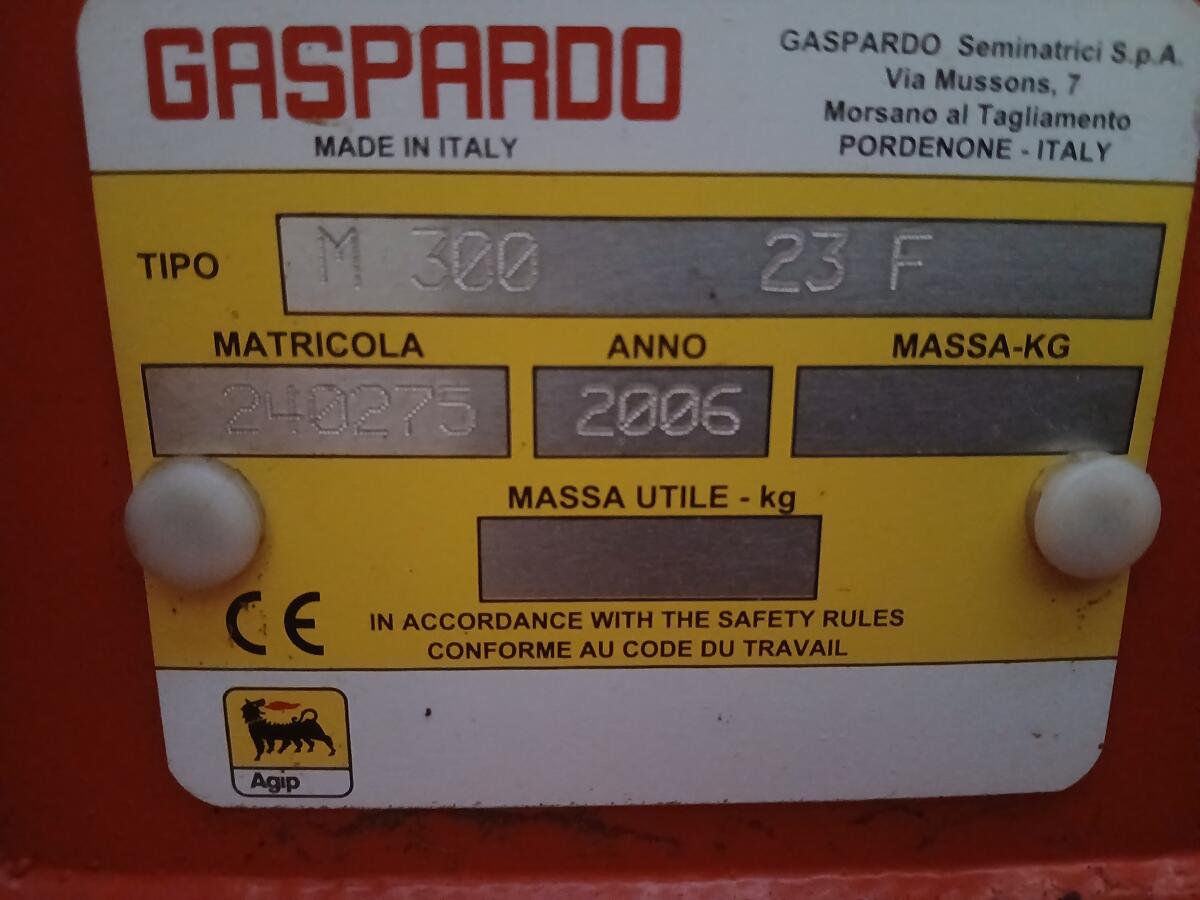 GASPARDO
MADE IN ITALY
GASPARDO Seminatrici S.p.A.
Via Mussons, 7
Morsano al Tagliamento
PORDENONE - ITALY
TIPO M 300 23 F
MATRICOLA ANNO MASSA-KG
240275 2006
MASSA UTILE - kg
CE IN ACCORDANCE WITH THE SAFETY RULES
CONFORME AU CODE DU TRAVAIL
Agip